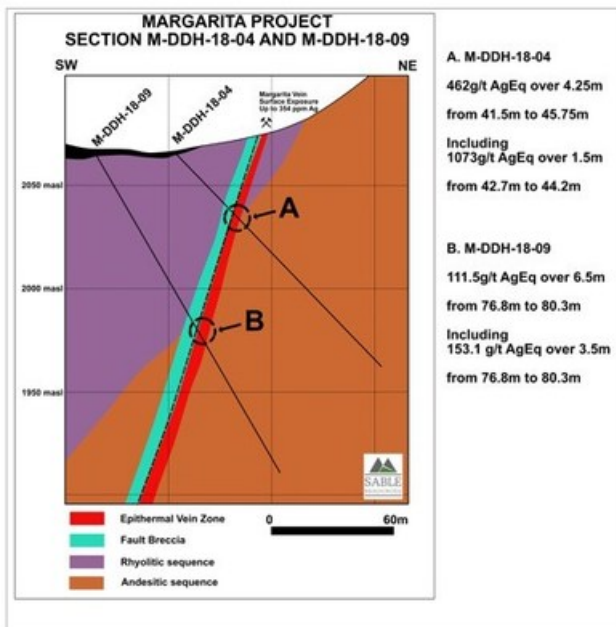 MARGARITA PROJECT
SECTION M-DDH-18-04 AND M-DDH-18-09
SW
NE
M-DDH-18-09
M-DDH-18-04
Margarita Vein
Surface Exposure
Up to 354 ppm Ag
2050 masl
2000 masl
1950 masl
A
B
SABLE
Epithermal Vein Zone
Fault Breccia
Rhyolitic sequence
Andesitic sequence
0
60m
A. M-DDH-18-04
462g/t AgEq over 4.25m
from 41.5m to 45.75m
Including
1073g/t AgEq over 1.5m
from 42.7m to 44.2m
B. M-DDH-18-09
111.5g/t AgEq over 6.5m
from 76.8m to 80.3m
Including
153.1 g/t AgEq over 3.5m
from 76.8m to 80.3m